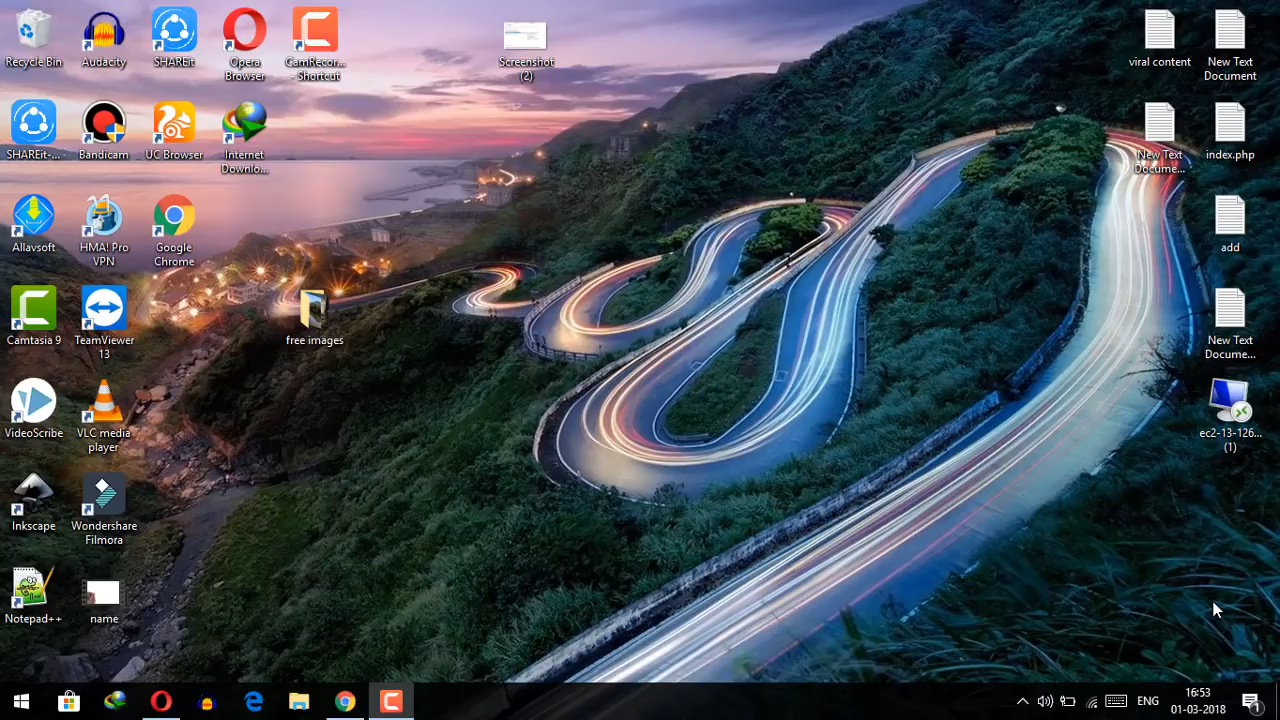 Recycle Bin
Audacity
SHAREit
Opera
Browser
CamRecor...
- Shortcut
Screenshot
(2)
viral content
New Text
Document
SHAREit-...
Bandicam
UC Browser
Internet
Downlo...
New Text
Docume...
index.php
Allavsoft
HMA! Pro
VPN
Google
Chrome
add
Camtasia 9
TeamViewer
13
free images
New Text
Docume...
VideoScribe
VLC media
player
ec2-13-126...
(1)
Inkscape
Wondershare
Filmora
Notepad++
name
ENG
16:53
01-03-2018
1